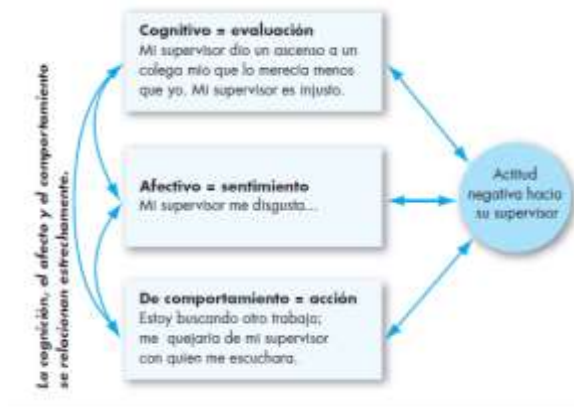 La cognición, el afecto y el comportamiento
se relacionan estrechamente.
Cognitivo = evaluación
Mi supervisor dio un ascenso a un
colega mío que lo merecía menos
que yo. Mi supervisor es injusto.
Afectivo = sentimiento
Mi supervisor me disgusta...
De comportamiento = acción
Estoy buscando otro trabajo;
me quejaría de mi supervisor
con quien me escuchara.
Actitud
negativa hacia
su supervisor